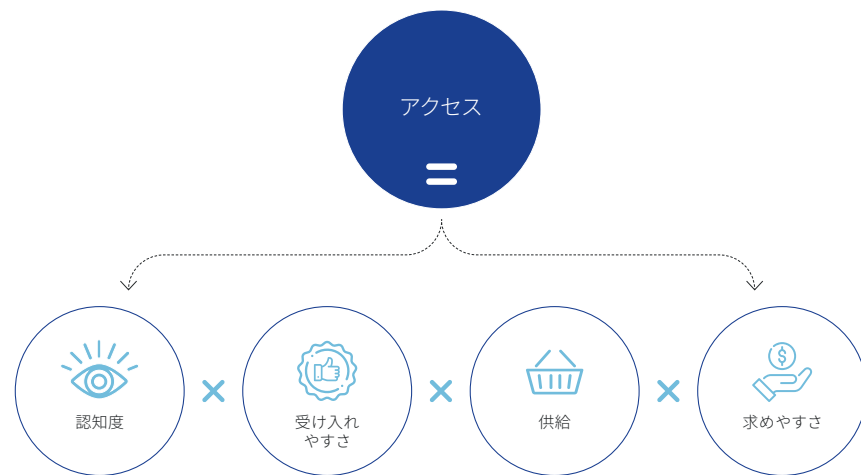 アクセス
=
認知度
×
受け入れ
やすさ
×
供給
×
求めやすさ